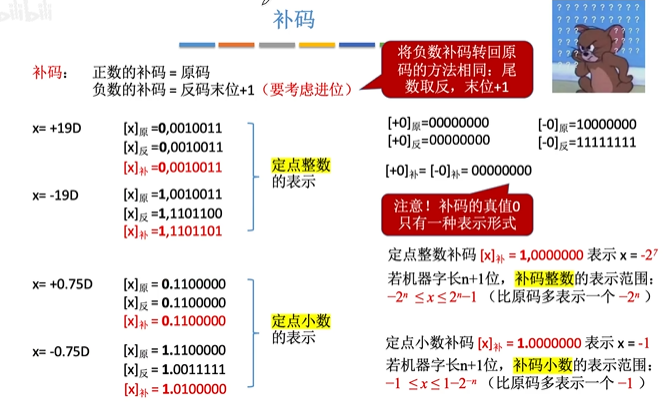 bilibili
补码
补码：
正数的补码 = 原码
负数的补码 = 反码末位+1（要考虑进位）
将负数补码转回原
码的方法相同：尾
数取反，末位+1
x= +19D
[x]原 =0,0010011
[x]反 =0,0010011
[x]补 =0,0010011
x= -19D
[x]原 =1,0010011
[x]反 =1,1101100
[x]补 =1,1101101
定点整数
的表示
x= +0.75D
[x]原 = 0.1100000
[x]反 = 0.1100000
[x]补 = 0.1100000
x= -0.75D
[x]原 = 1.1100000
[x]反 = 1.0011111
[x]补 = 1.0100000
定点小数
的表示
[+0]原=00000000
[-0]原=10000000
[+0]反=00000000
[-0]反=11111111
[+0]补= [-0]补= 00000000
注意！补码的真值0
只有一种表示形式
定点整数补码 [x]补 = 1,0000000 表示 x = -2⁷
若机器字长n+1位，补码整数的表示范围：
−2ⁿ ≤ x ≤ 2ⁿ−1 （比原码多表示一个 −2ⁿ ）
定点小数补码 [x]补 = 1.0000000 表示 x = -1
若机器字长n+1位，补码小数的表示范围：
−1 ≤ x ≤ 1−2⁻ⁿ （比原码多表示一个 −1 ）